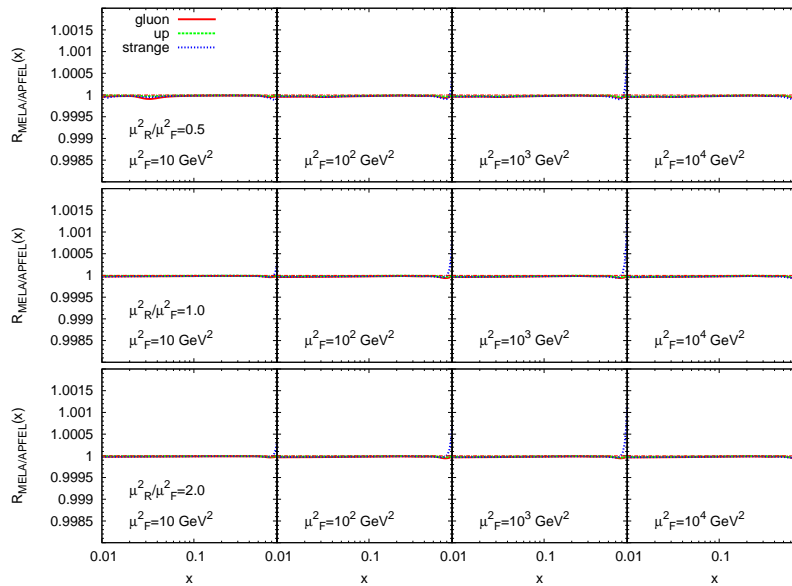 gluon
up
strange
1.0015
1.001
1.0005
1
0.9995
0.999
0.9985
R_MELA/APFEL(x)
μ²_R/μ²_F=0.5
μ²_F=10 GeV²
μ²_F=10² GeV²
μ²_F=10³ GeV²
μ²_F=10⁴ GeV²
1.0015
1.001
1.0005
1
0.9995
0.999
0.9985
R_MELA/APFEL(x)
μ²_R/μ²_F=1.0
μ²_F=10 GeV²
μ²_F=10² GeV²
μ²_F=10³ GeV²
μ²_F=10⁴ GeV²
1.0015
1.001
1.0005
1
0.9995
0.999
0.9985
R_MELA/APFEL(x)
μ²_R/μ²_F=2.0
μ²_F=10 GeV²
μ²_F=10² GeV²
μ²_F=10³ GeV²
μ²_F=10⁴ GeV²
0.01 0.1 0.01 0.1 0.01 0.1 0.01 0.1
x x x x